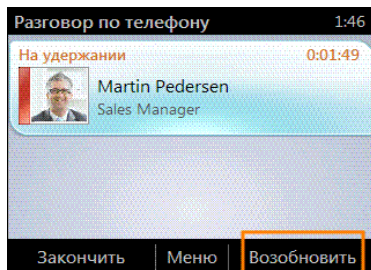 Разговор по телефону 1:46
На удержании 0:01:49
Martin Pedersen
Sales Manager
Закончить Меню Возобновить